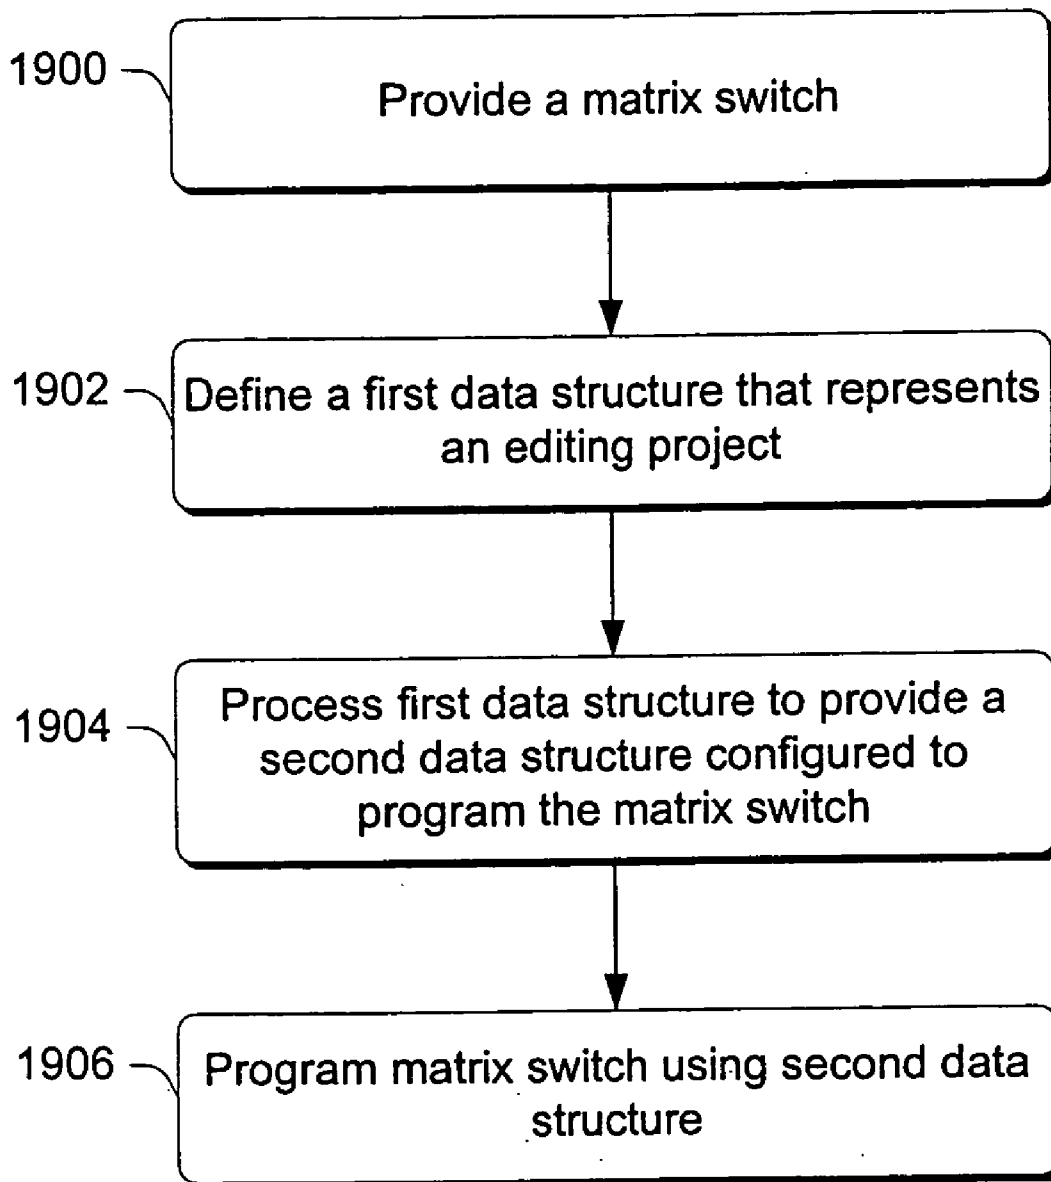 1900
Provide a matrix switch
1902
Define a first data structure that represents
an editing project
1904
Process first data structure to provide a
second data structure configured to
program the matrix switch
1906
Program matrix switch using second data
structure